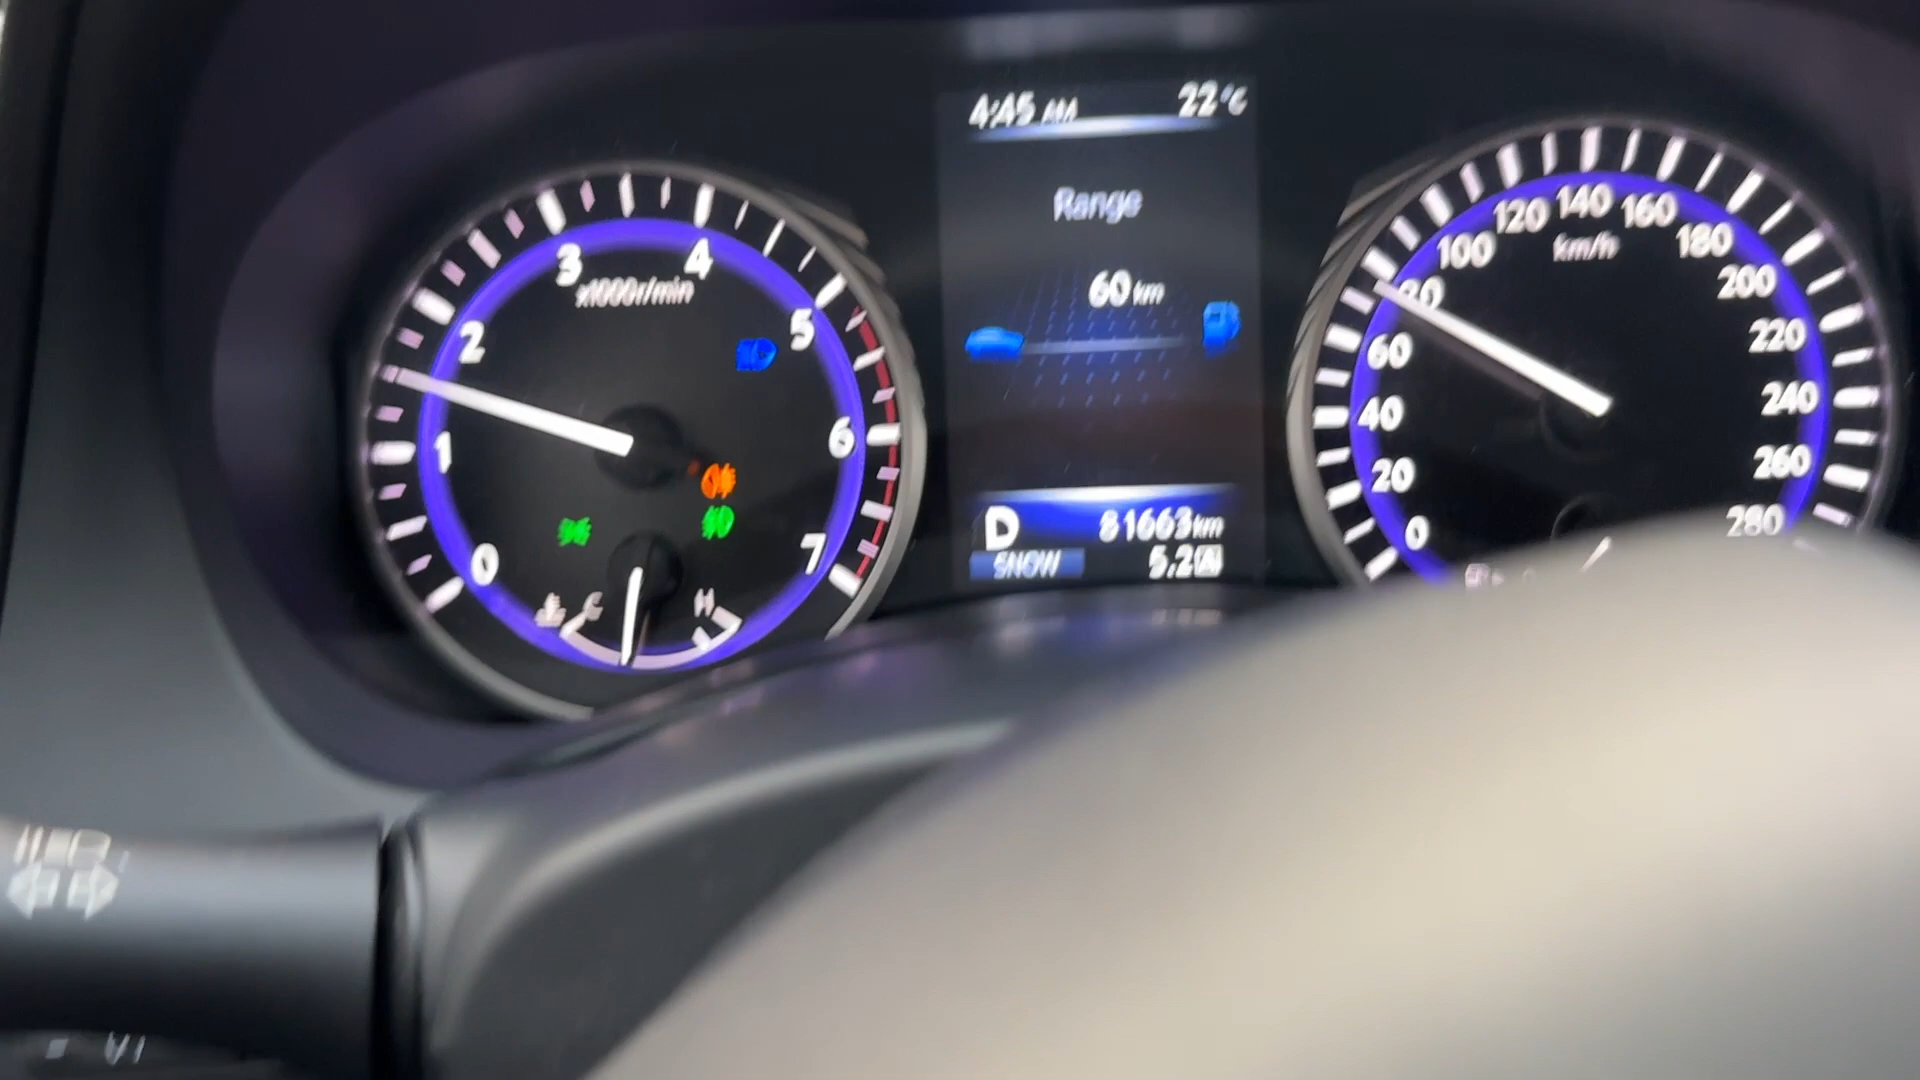 4:45 AM 22°C
Range
60 km
D 81663 km
SNOW 5.2 A
0 1 2 3 4 5 6 7
x1000r/min
C H
0 20 40 60 80 100 120 140 160 180 200 220 240 260 280
km/h